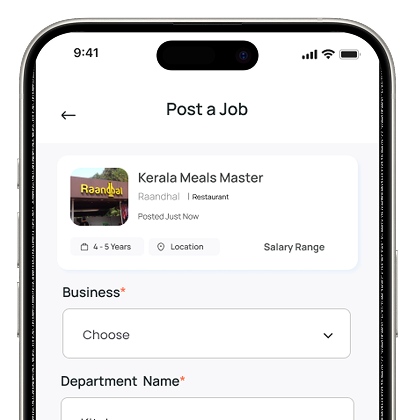 9:41
Post a Job
Raandhal
Kerala Meals Master
Raandhal | Restaurant
Posted Just Now
4 - 5 Years
Location
Salary Range
Business*
Choose
Department Name*